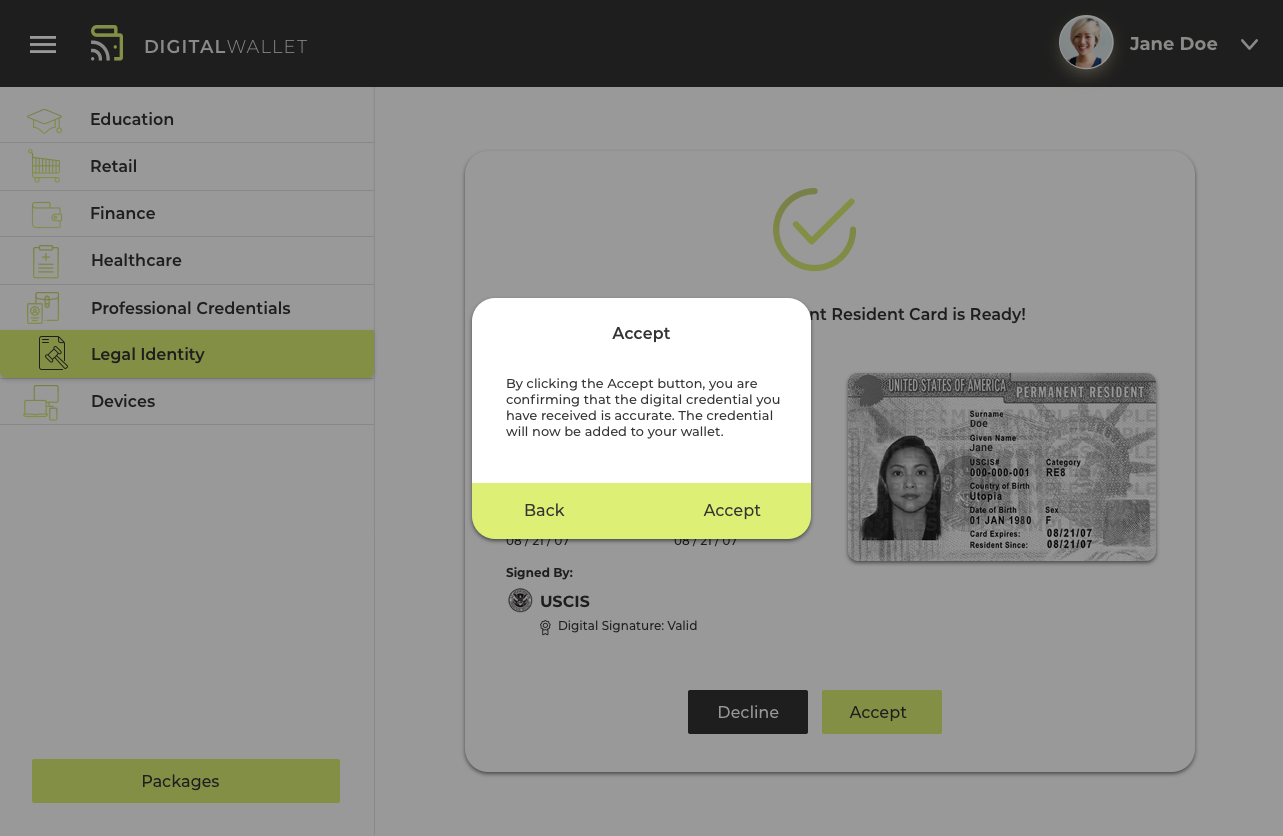 DIGITALWALLET
Jane Doe
Education
Retail
Finance
Healthcare
Professional Credentials
Legal Identity
Devices
Packages
nt Resident Card is Ready!
Accept
By clicking the Accept button, you are
confirming that the digital credential you
have received is accurate. The credential
will now be added to your wallet.
Back Accept
08 / 21 / 07 08 / 21 / 07
Signed By:
USCIS
Digital Signature: Valid
UNITED STATES OF AMERICA
PERMANENT RESIDENT
Surname
Doe
Given Name
Jane
USCIS# Category
000-000-001 RE8
Country of Birth
Utopia
Date of Birth Sex
01 JAN 1980 F
Card Expires: 08/21/07
Resident Since: 08/21/07
Decline Accept